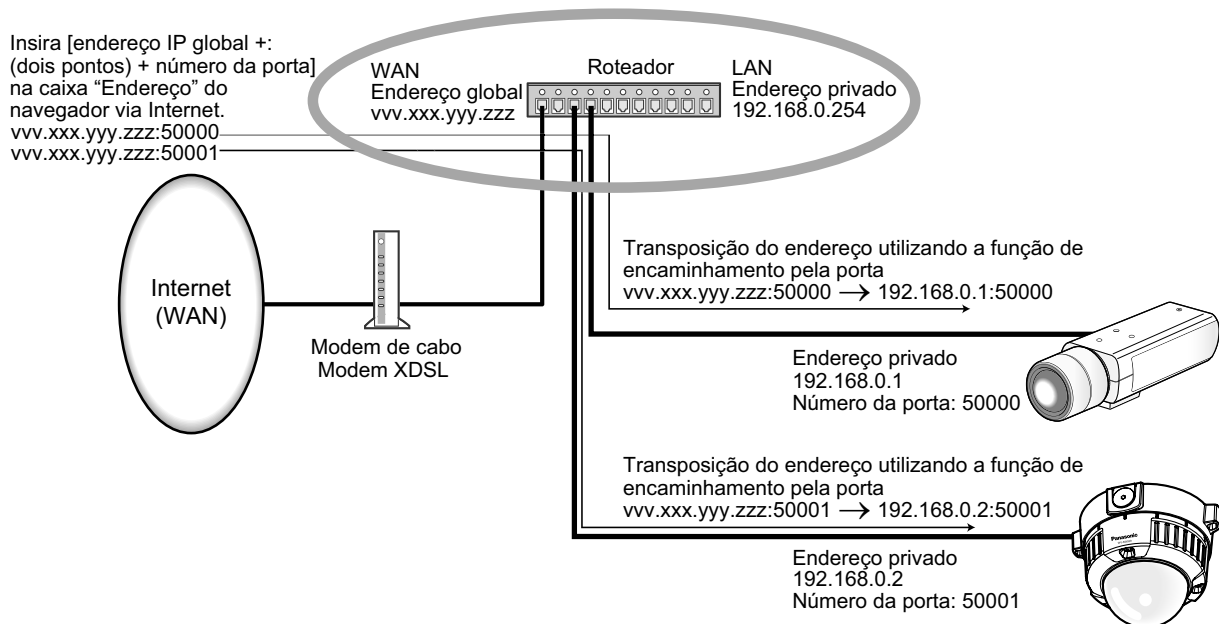 Insira [endereço IP global +:
(dois pontos) + número da porta]
na caixa “Endereço” do
navegador via Internet.
vvv.xxx.yyy.zzz:50000
vvv.xxx.yyy.zzz:50001
WAN
Endereço global
vvv.xxx.yyy.zzz
Roteador
LAN
Endereço privado
192.168.0.254
Internet
(WAN)
Modem de cabo
Modem XDSL
Transposição do endereço utilizando a função de
encaminhamento pela porta
vvv.xxx.yyy.zzz:50000 → 192.168.0.1:50000
Endereço privado
192.168.0.1
Número da porta: 50000
Transposição do endereço utilizando a função de
encaminhamento pela porta
vvv.xxx.yyy.zzz:50001 → 192.168.0.2:50001
Panasonic
Endereço privado
192.168.0.2
Número da porta: 50001